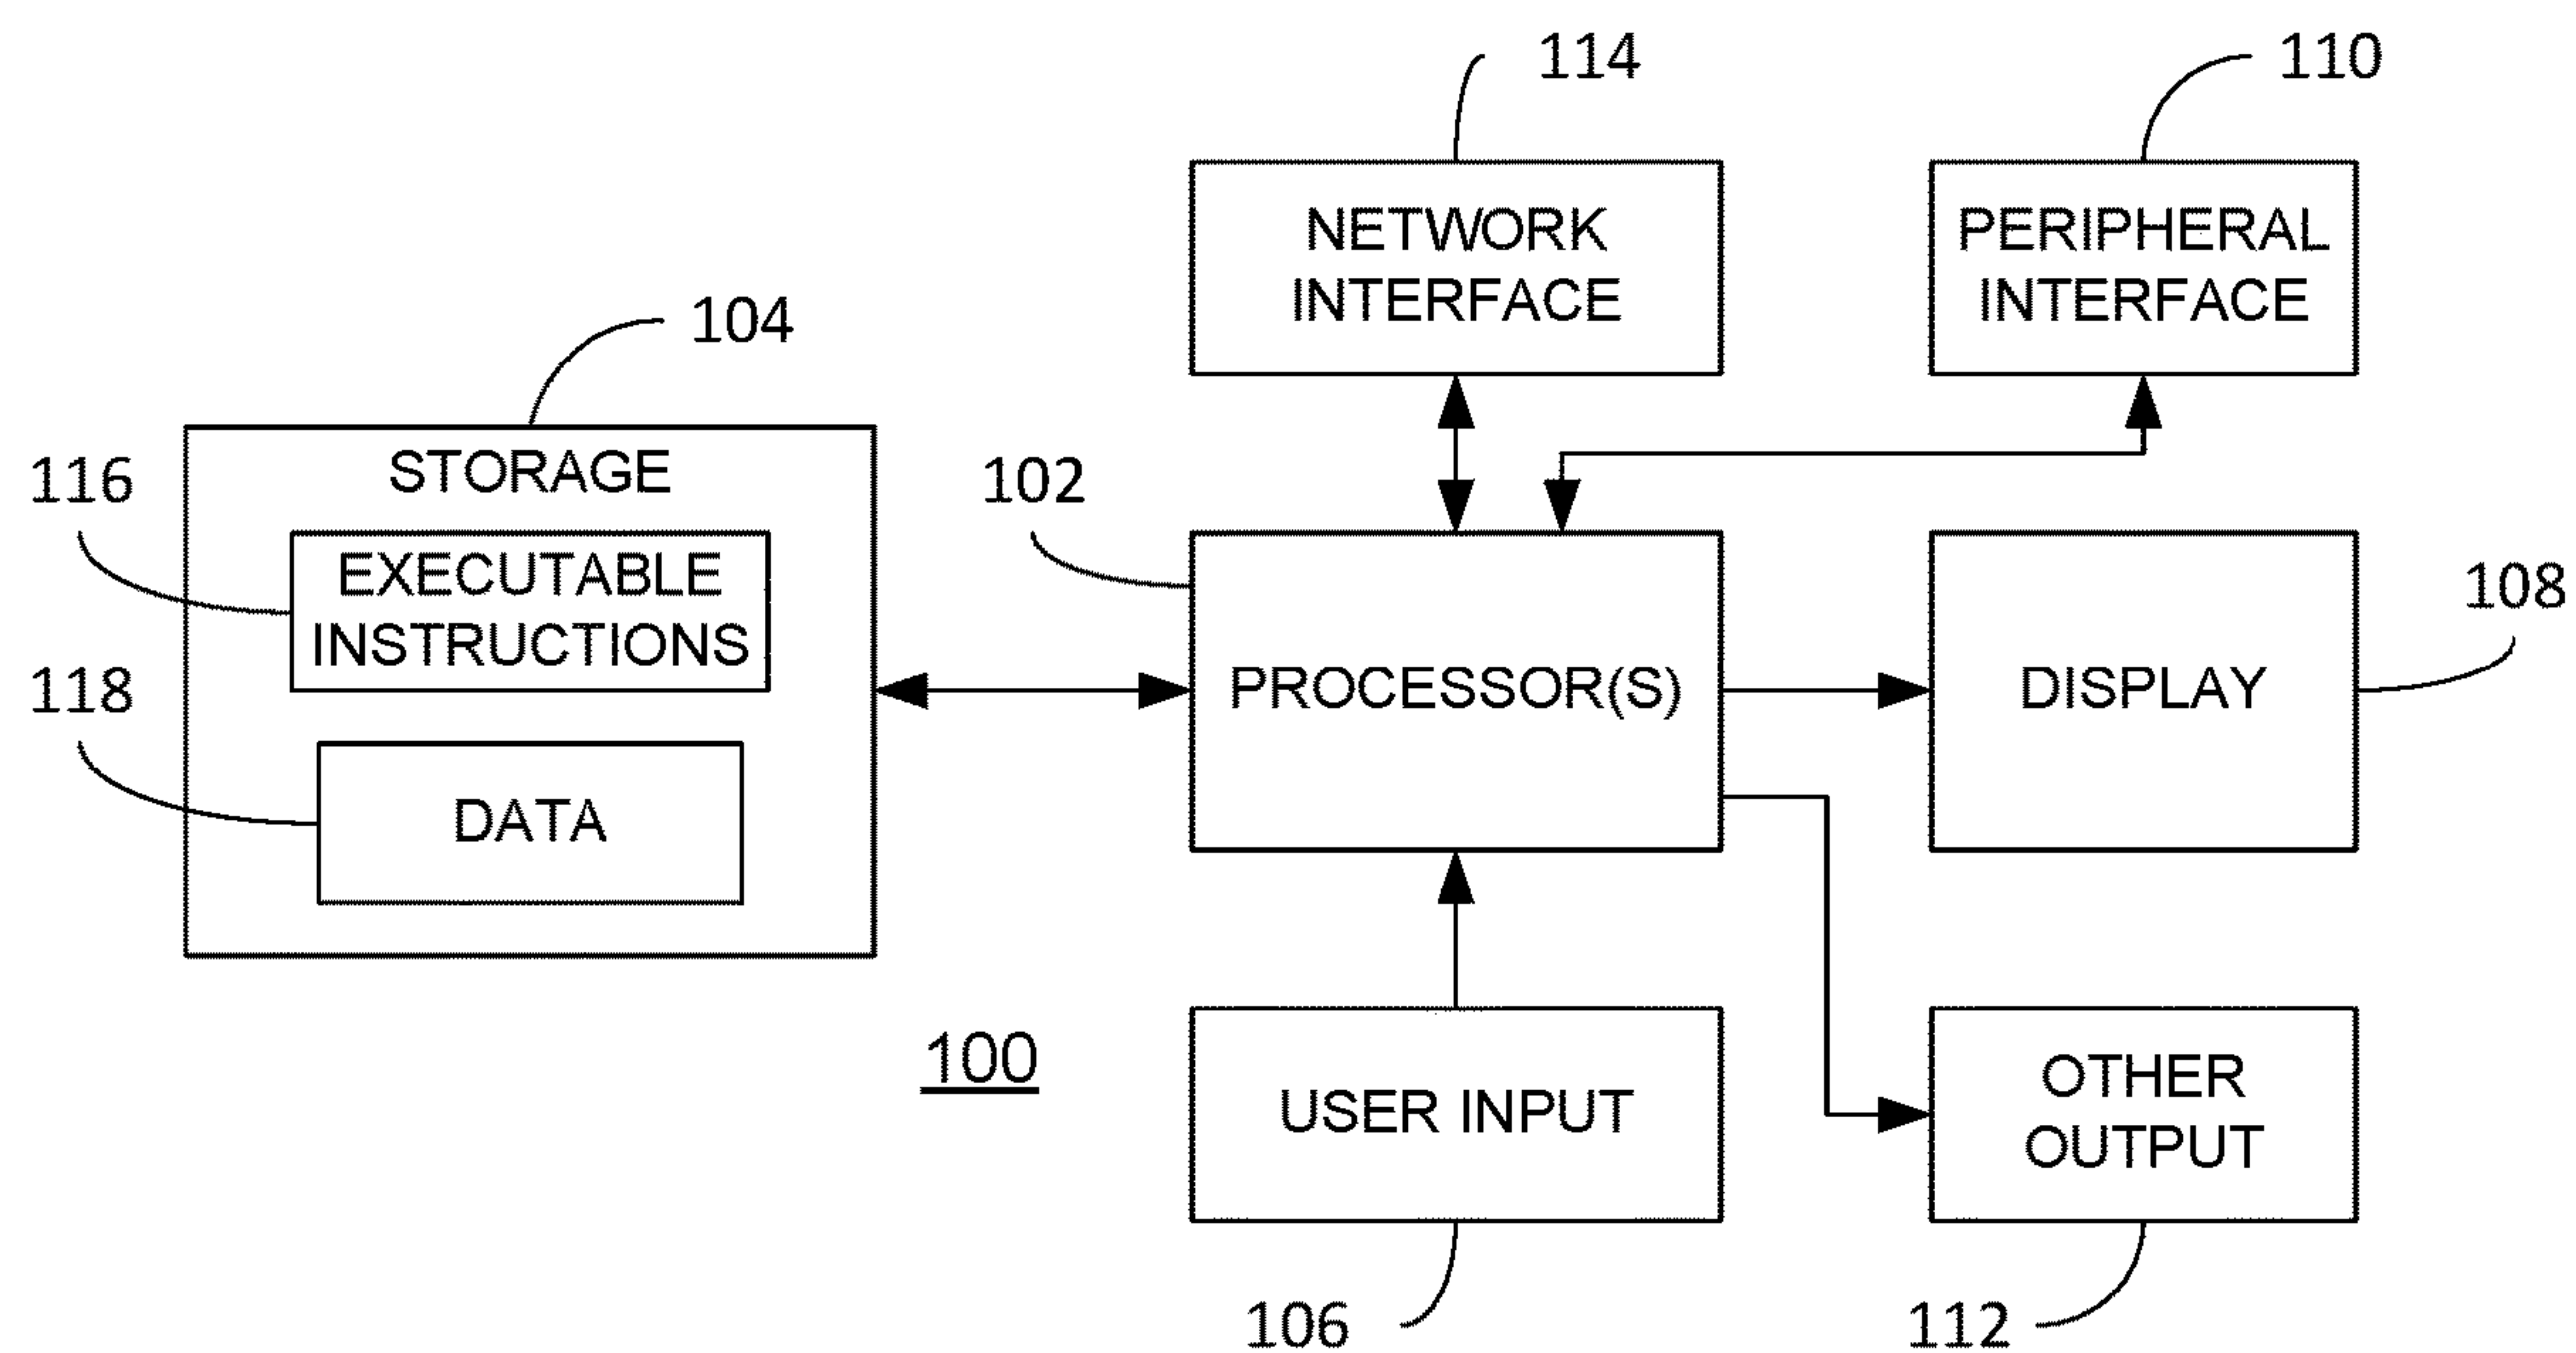 114
110
NETWORK
INTERFACE
PERIPHERAL
INTERFACE
104
STORAGE
116
102
EXECUTABLE
INSTRUCTIONS
108
118
PROCESSOR(S)
DISPLAY
DATA
100
USER INPUT
OTHER
OUTPUT
106
112